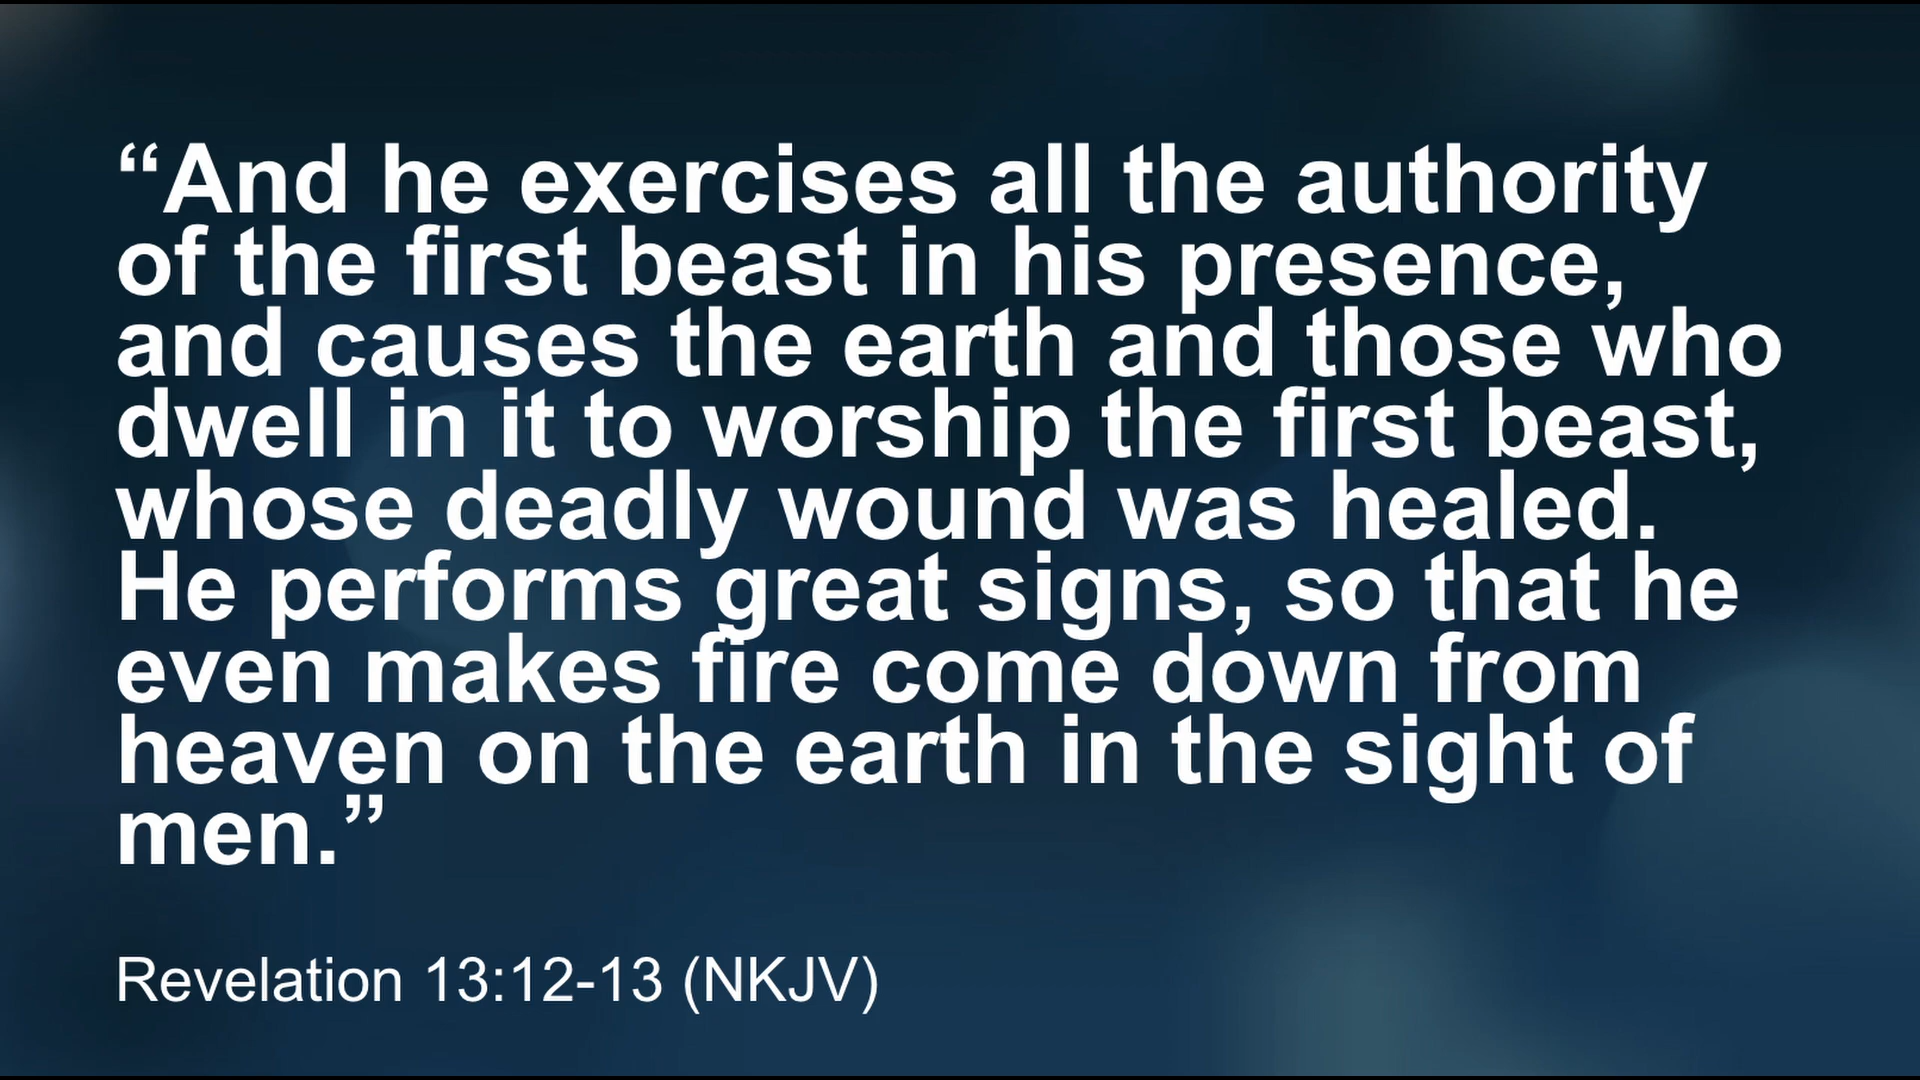 “And he exercises all the authority
of the first beast in his presence,
and causes the earth and those who
dwell in it to worship the first beast,
whose deadly wound was healed.
He performs great signs, so that he
even makes fire come down from
heaven on the earth in the sight of
men.”
Revelation 13:12-13 (NKJV)